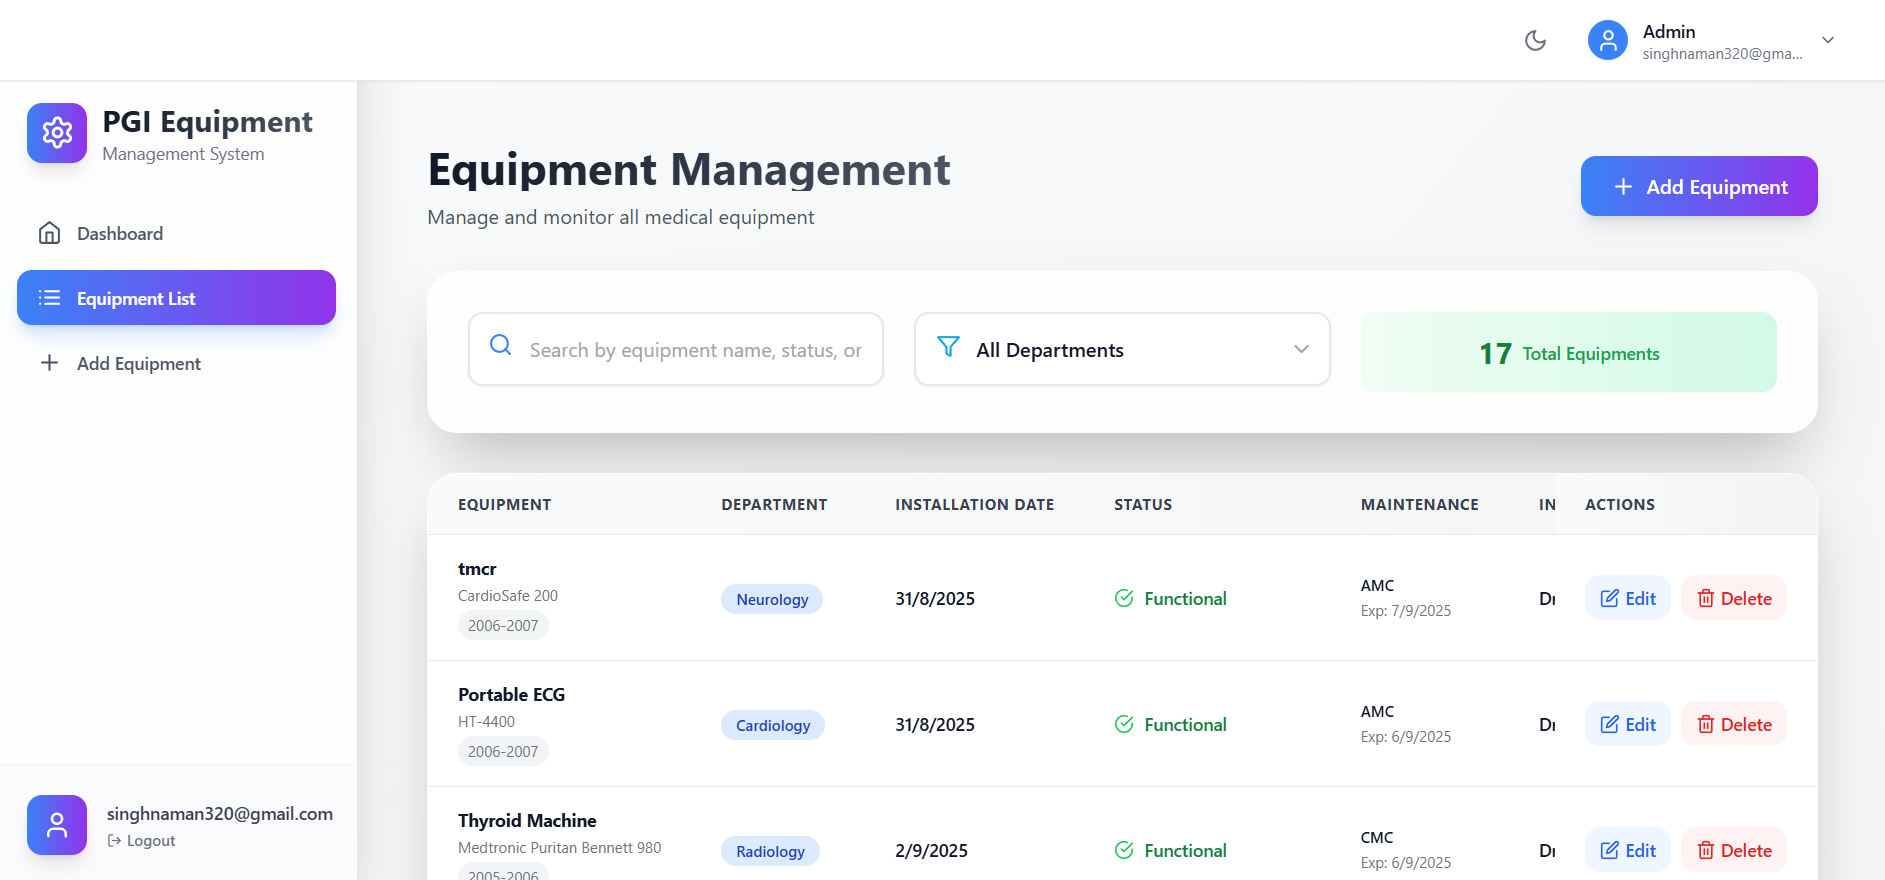 Admin
singhnaman320@gma...
PGI Equipment
Management System
Dashboard
Equipment List
Add Equipment
singhnaman320@gmail.com
Logout
Equipment Management
Manage and monitor all medical equipment
Add Equipment
Search by equipment name, status, or
All Departments
17 Total Equipments
EQUIPMENT DEPARTMENT INSTALLATION DATE STATUS MAINTENANCE IN ACTIONS
tmcr
CardioSafe 200
2006-2007
Neurology
31/8/2025
Functional
AMC
Exp: 7/9/2025
Edit
Delete
Portable ECG
HT-4400
2006-2007
Cardiology
31/8/2025
Functional
AMC
Exp: 6/9/2025
Edit
Delete
Thyroid Machine
Medtronic Puritan Bennett 980
2005-2006
Radiology
2/9/2025
Functional
CMC
Exp: 6/9/2025
Edit
Delete